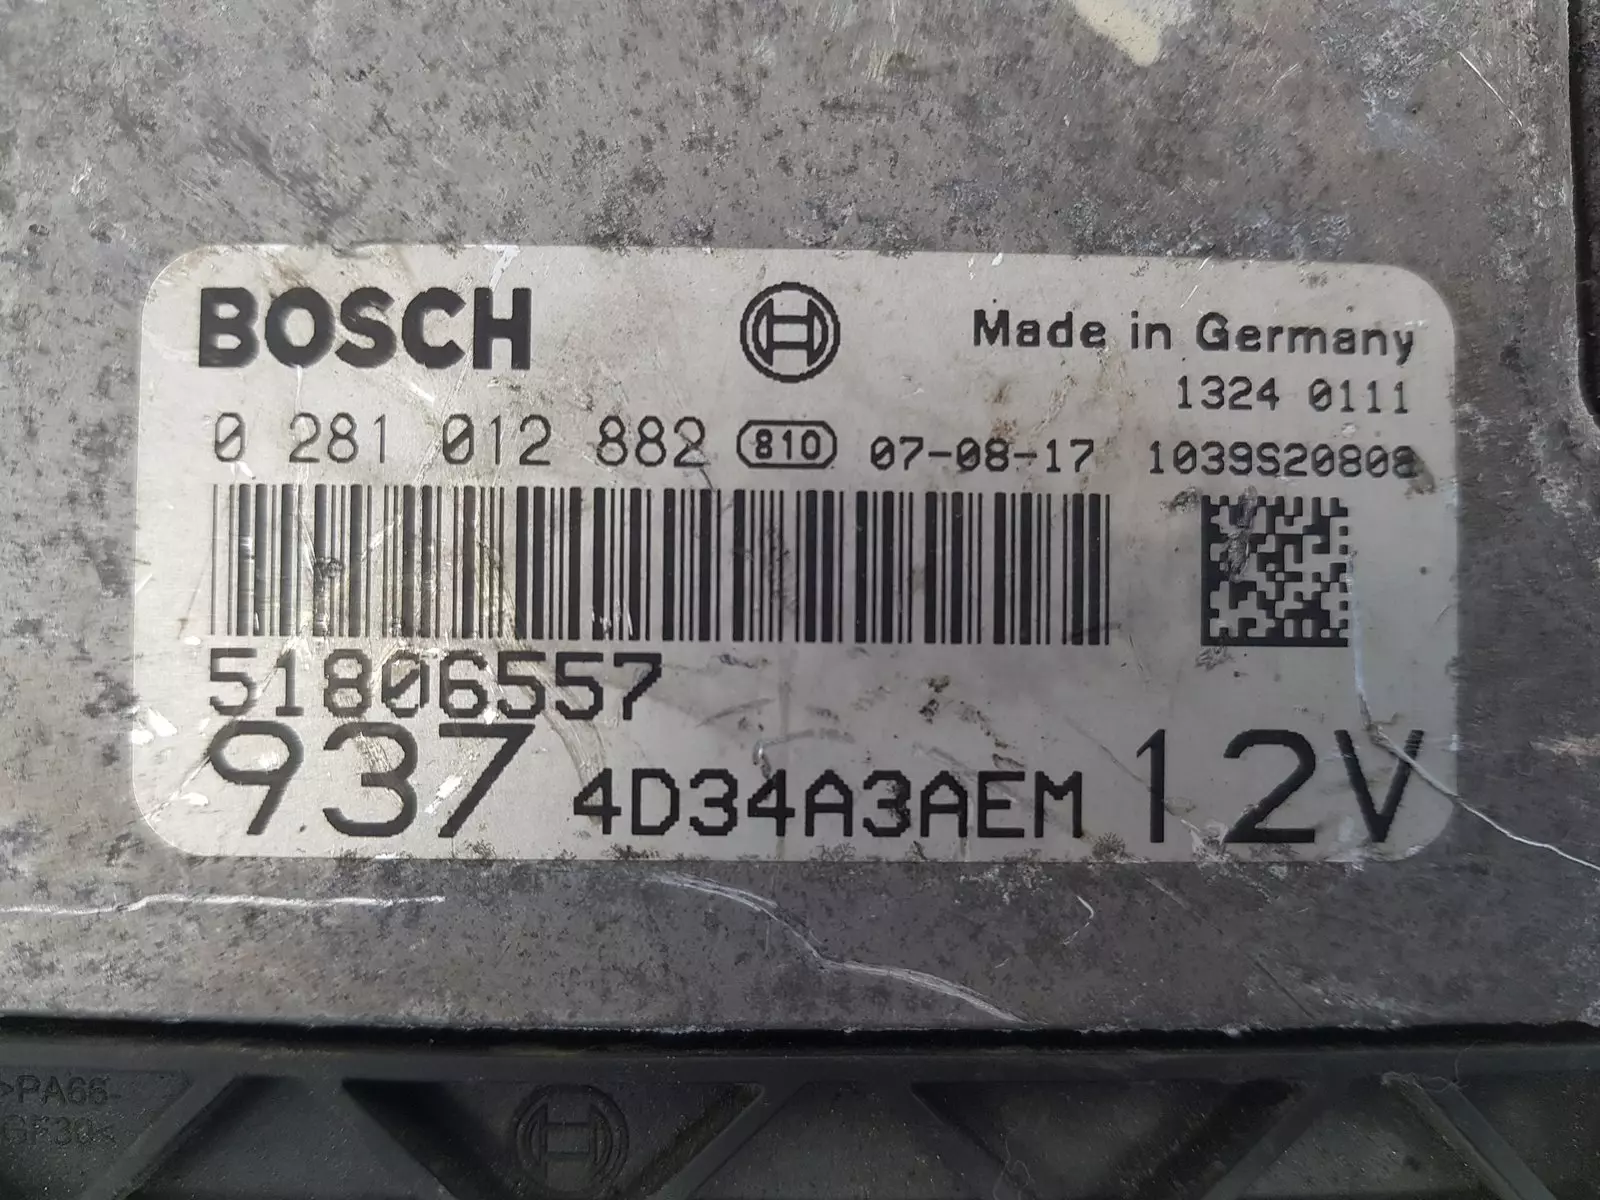 BOSCH
Made in Germany
1324 0111
0 281 012 882 810 07-08-17 1039S20808
51806557
937 4D34A3AEM 12V
>PA66-
GF30<